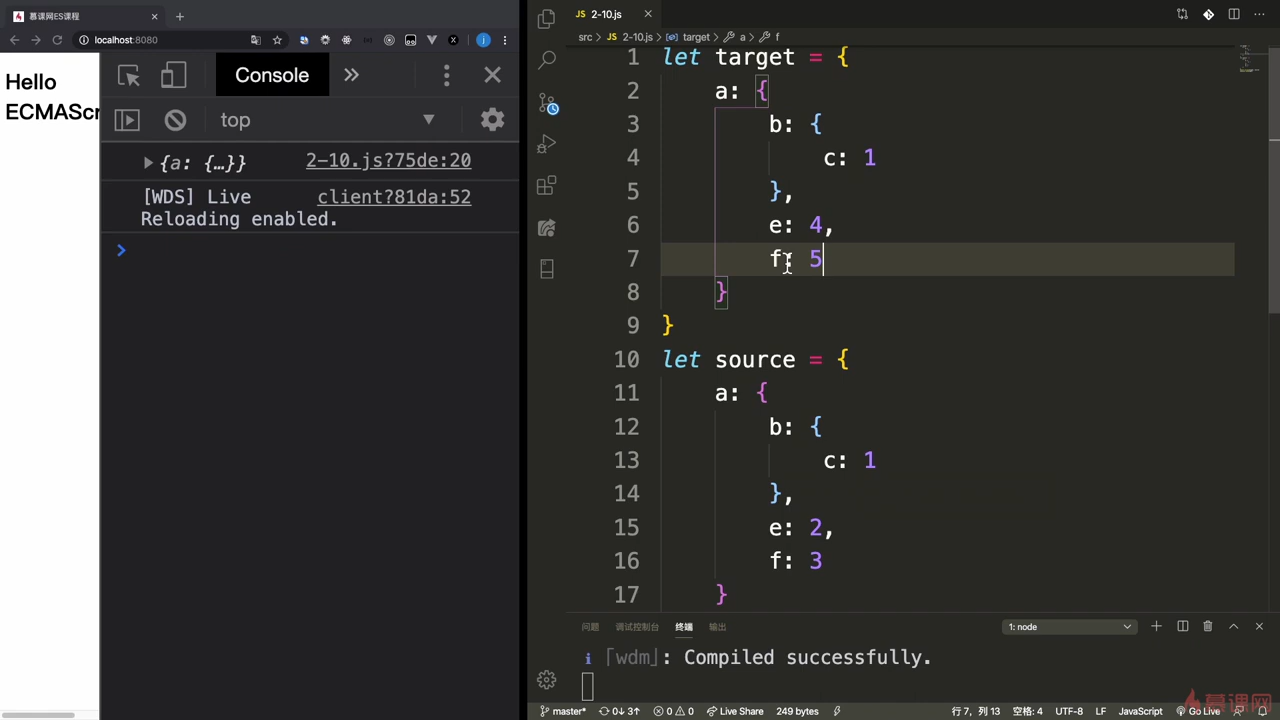 慕课网ES课程
localhost:8080
Hello
ECMAScr
Console
top
{a: {…}}
2-10.js?75de:20
[WDS] Live
client?81da:52
Reloading enabled.
2-10.js
src > JS 2-10.js > target > a > f
1 let target = {
2 a: {
3 b: {
4 c: 1
5 },
6 e: 4,
7 f: 5
8 }
9 }
10 let source = {
11 a: {
12 b: {
13 c: 1
14 },
15 e: 2,
16 f: 3
17 }
问题 调试控制台 终端 输出
1: node
i ｢wdm｣: Compiled successfully.
master* 0↓ 3↑ 0 0 Live Share 249 bytes 行 7, 列 13 空格: 4 UTF-8 LF JavaScript Go Live
慕课网